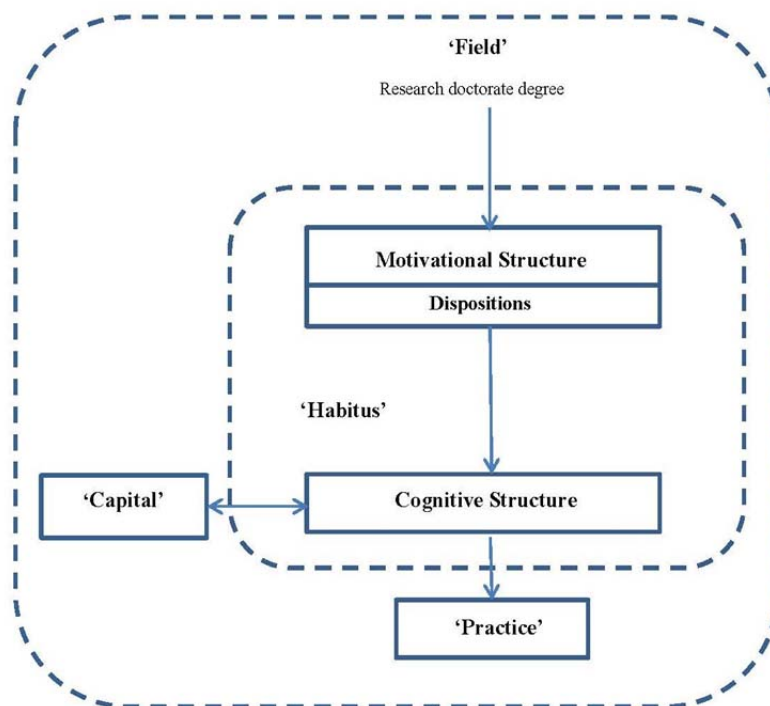 ‘Field’
Research doctorate degree
Motivational Structure
Dispositions
‘Habitus’
‘Capital’
Cognitive Structure
‘Practice’